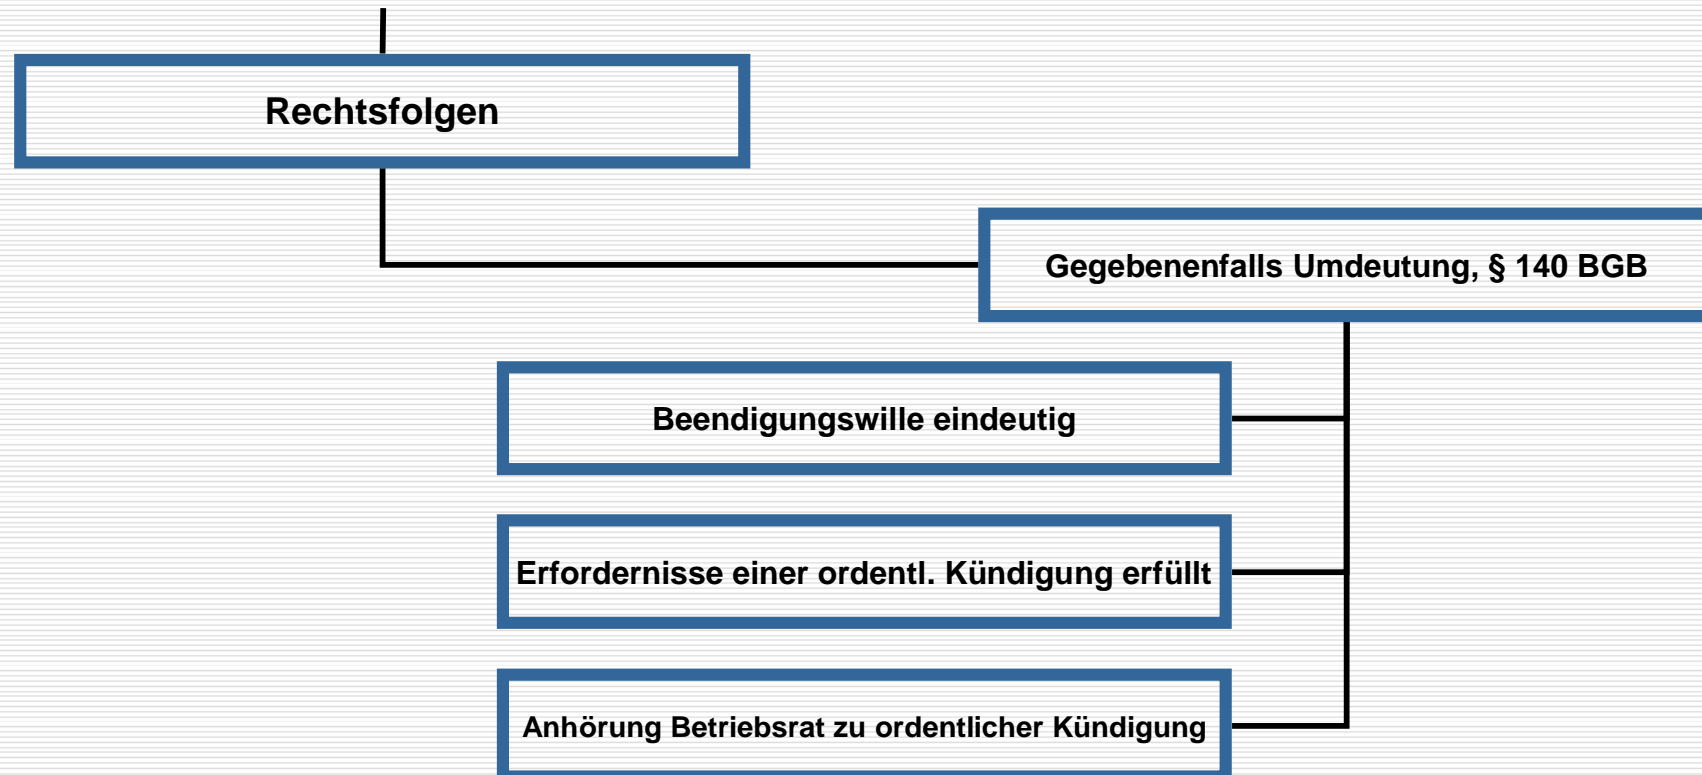 Rechtsfolgen
Gegebenenfalls Umdeutung, § 140 BGB
Beendigungswille eindeutig
Erfordernisse einer ordentl. Kündigung erfüllt
Anhörung Betriebsrat zu ordentlicher Kündigung